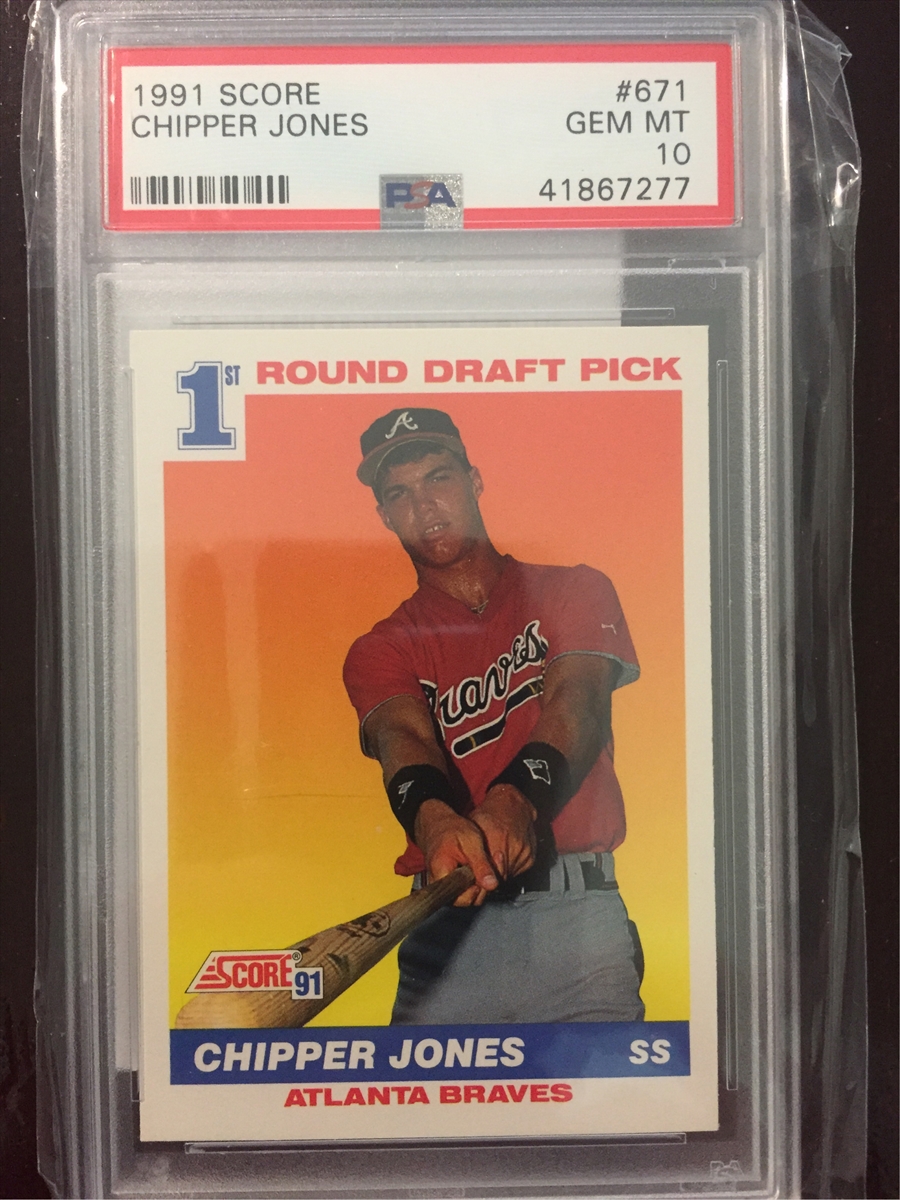 1991 SCORE #671
CHIPPER JONES GEM MT
10
PSA 41867277
1ST ROUND DRAFT PICK
A
Braves
SCORE® 91
CHIPPER JONES SS
ATLANTA BRAVES